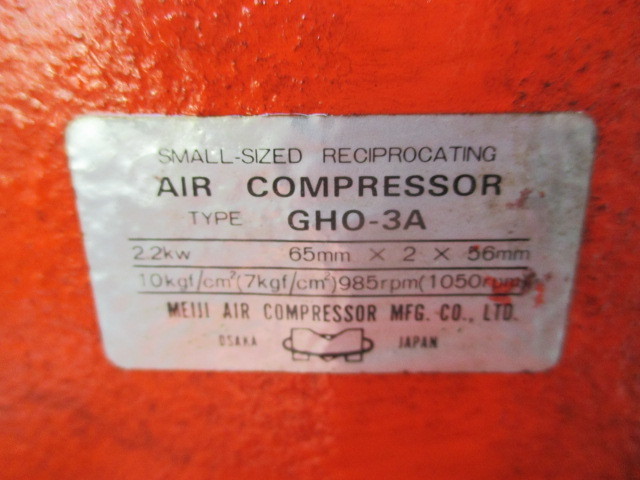 SMALL-SIZED RECIPROCATING
AIR COMPRESSOR
TYPE GHO-3A
2.2kw 65mm × 2 × 56mm
10kgf/cm²(7kgf/cm²)985rpm(1050rpm)
MEIJI AIR COMPRESSOR MFG. CO., LTD.
OSAKA JAPAN